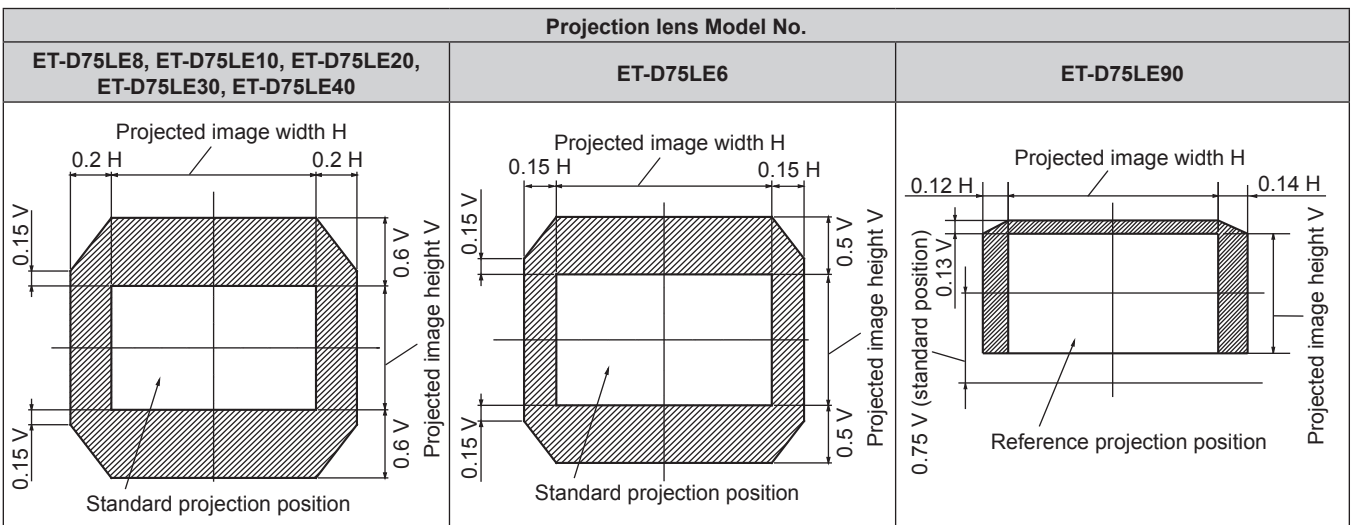 Projection lens Model No.
ET-D75LE8, ET-D75LE10, ET-D75LE20,
ET-D75LE30, ET-D75LE40
ET-D75LE6
ET-D75LE90
Projected image width H
0.2 H
0.2 H
0.15 V
0.6 V
Projected image height V
0.15 V
0.6 V
Standard projection position
Projected image width H
0.15 H
0.15 H
0.15 V
0.5 V
Projected image height V
0.15 V
0.5 V
Standard projection position
Projected image width H
0.12 H
0.14 H
0.13 V
0.75 V (standard position)
Projected image height V
Reference projection position